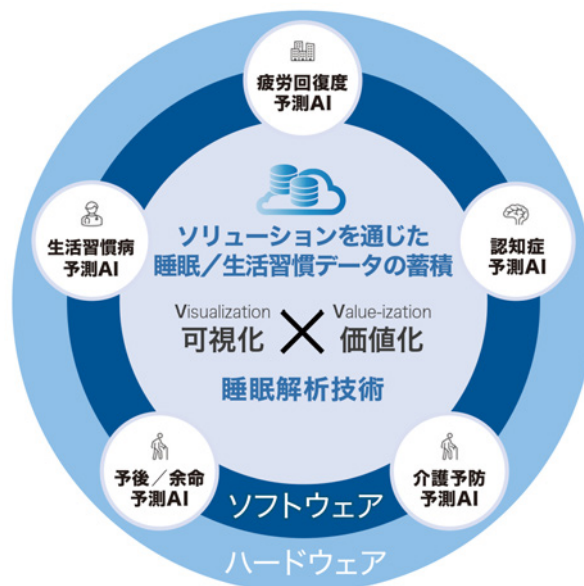 疲労回復度
予測AI
生活習慣病
予測AI
認知症
予測AI
ソリューションを通じた
睡眠／生活習慣データの蓄積
Visualization
可視化
×
Value-ization
価値化
睡眠解析技術
予後／余命
予測AI
介護予防
予測AI
ソフトウェア
ハードウェア